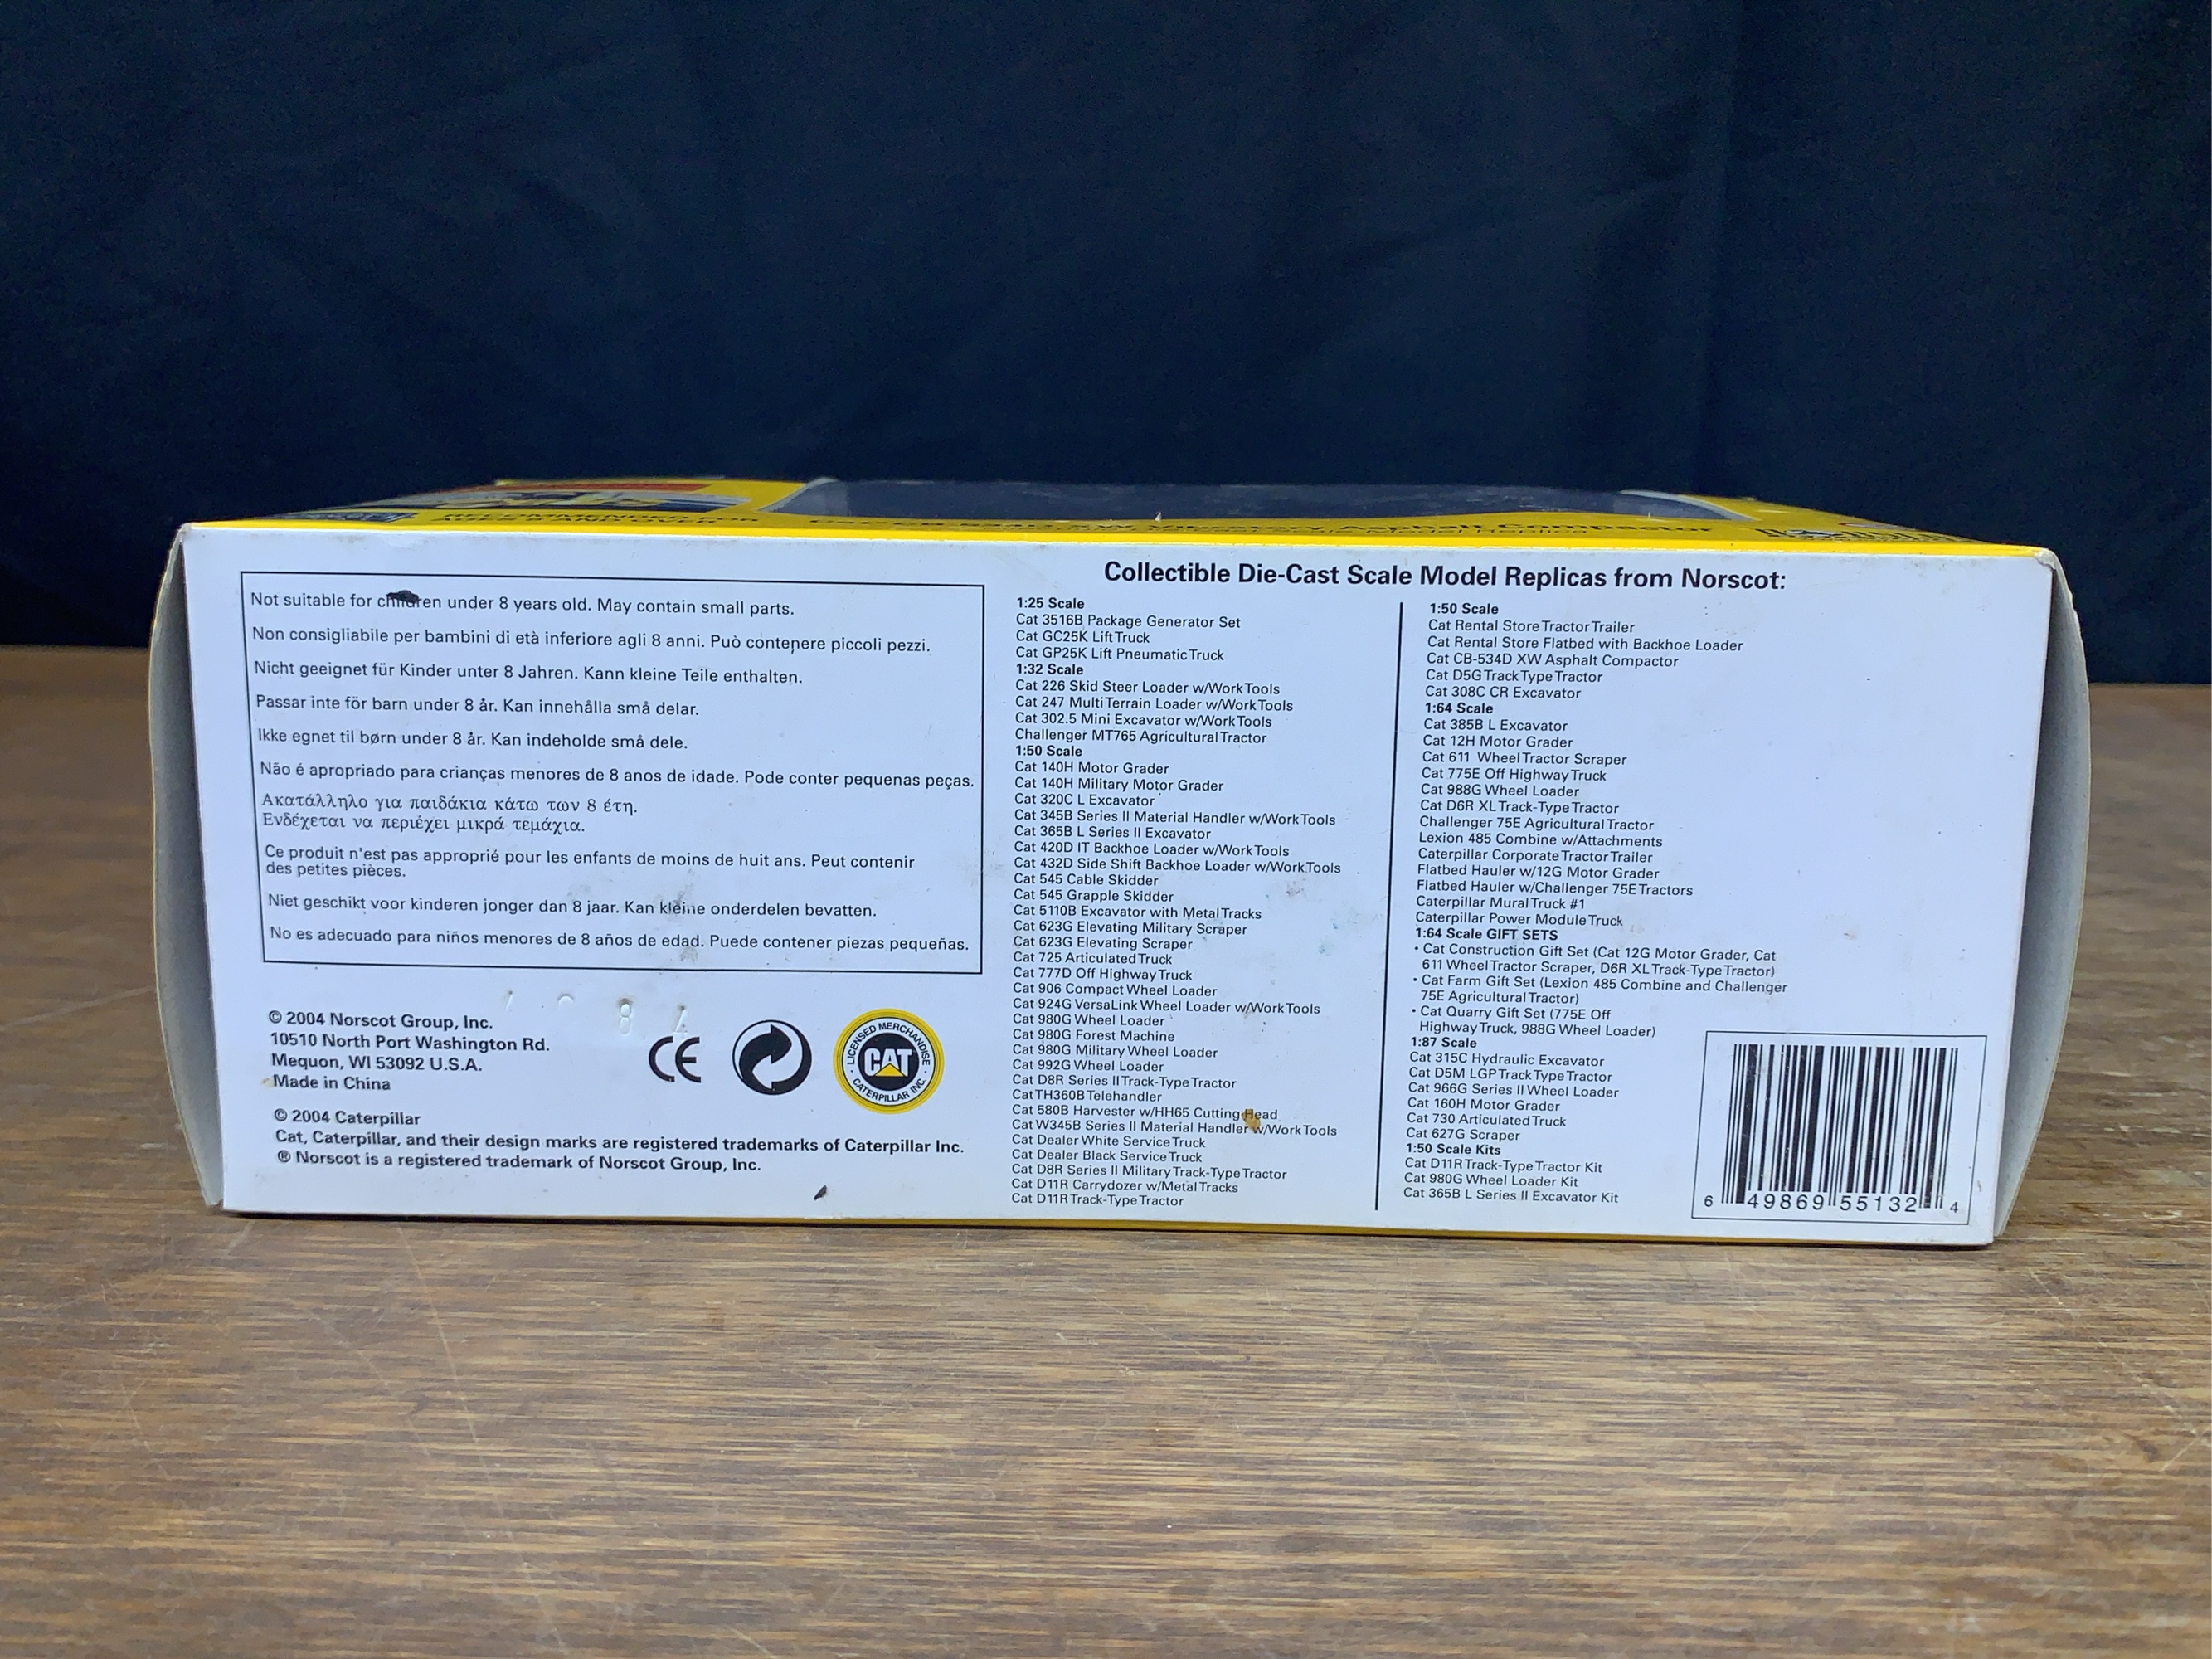 Vibratory Asphalt Compactor
Not suitable for children under 8 years old. May contain small parts.
Non consigliabile per bambini di età inferiore agli 8 anni. Può contenere piccoli pezzi.
Nicht geeignet für Kinder unter 8 Jahren. Kann kleine Teile enthalten.
Passar inte för barn under 8 år. Kan innehålla små delar.
Ikke egnet til børn under 8 år. Kan indeholde små dele.
Não é apropriado para crianças menores de 8 anos de idade. Pode conter pequenas peças.
Ακατάλληλο για παιδάκια κάτω των 8 έτη.
Ενδέχεται να περιέχει μικρά τεμάχια.
Ce produit n'est pas approprié pour les enfants de moins de huit ans. Peut contenir
des petites pièces.
Niet geschikt voor kinderen jonger dan 8 jaar. Kan kleine onderdelen bevatten.
No es adecuado para niños menores de 8 años de edad. Puede contener piezas pequeñas.
© 2004 Norscot Group, Inc.
10510 North Port Washington Rd.
Mequon, WI 53092 U.S.A.
Made in China
CE
LICENSED MERCHANDISE
CAT
CATERPILLAR INC.
© 2004 Caterpillar
Cat, Caterpillar, and their design marks are registered trademarks of Caterpillar Inc.
® Norscot is a registered trademark of Norscot Group, Inc.
Collectible Die-Cast Scale Model Replicas from Norscot:
1:25 Scale
Cat 3516B Package Generator Set
Cat GC25K Lift Truck
Cat GP25K Lift Pneumatic Truck
1:32 Scale
Cat 226 Skid Steer Loader w/Work Tools
Cat 247 Multi Terrain Loader w/Work Tools
Cat 302.5 Mini Excavator w/Work Tools
Challenger MT765 Agricultural Tractor
1:50 Scale
Cat 140H Motor Grader
Cat 140H Military Motor Grader
Cat 320C L Excavator
Cat 345B Series II Material Handler w/Work Tools
Cat 365B L Series II Excavator
Cat 420D IT Backhoe Loader w/Work Tools
Cat 432D Side Shift Backhoe Loader w/Work Tools
Cat 545 Cable Skidder
Cat 545 Grapple Skidder
Cat 5110B Excavator with Metal Tracks
Cat 623G Elevating Military Scraper
Cat 623G Elevating Scraper
Cat 725 Articulated Truck
Cat 777D Off Highway Truck
Cat 906 Compact Wheel Loader
Cat 924G VersaLink Wheel Loader w/Work Tools
Cat 980G Wheel Loader
Cat 980G Forest Machine
Cat 980G Military Wheel Loader
Cat 992G Wheel Loader
Cat D8R Series II Track-Type Tractor
Cat TH360B Telehandler
Cat 580B Harvester w/HH65 Cutting Head
Cat W345B Series II Material Handler w/Work Tools
Cat Dealer White Service Truck
Cat Dealer Black Service Truck
Cat D8R Series II Military Track-Type Tractor
Cat D11R Carrydozer w/Metal Tracks
Cat D11R Track-Type Tractor
1:50 Scale
Cat Rental Store Tractor Trailer
Cat Rental Store Flatbed with Backhoe Loader
Cat CB-534D XW Asphalt Compactor
Cat D5G Track Type Tractor
Cat 308C CR Excavator
1:64 Scale
Cat 385B L Excavator
Cat 12H Motor Grader
Cat 611 Wheel Tractor Scraper
Cat 775E Off Highway Truck
Cat 988G Wheel Loader
Cat D6R XL Track-Type Tractor
Challenger 75E Agricultural Tractor
Lexion 485 Combine w/Attachments
Caterpillar Corporate Tractor Trailer
Flatbed Hauler w/12G Motor Grader
Flatbed Hauler w/Challenger 75E Tractors
Caterpillar Mural Truck #1
Caterpillar Power Module Truck
1:64 Scale GIFT SETS
• Cat Construction Gift Set (Cat 12G Motor Grader, Cat
611 Wheel Tractor Scraper, D6R XL Track-Type Tractor)
• Cat Farm Gift Set (Lexion 485 Combine and Challenger
75E Agricultural Tractor)
• Cat Quarry Gift Set (775E Off
Highway Truck, 988G Wheel Loader)
1:87 Scale
Cat 315C Hydraulic Excavator
Cat D5M LGP Track Type Tractor
Cat 966G Series II Wheel Loader
Cat 160H Motor Grader
Cat 730 Articulated Truck
Cat 627G Scraper
1:50 Scale Kits
Cat D11R Track-Type Tractor Kit
Cat 980G Wheel Loader Kit
Cat 365B L Series II Excavator Kit
6 49869 55132 4